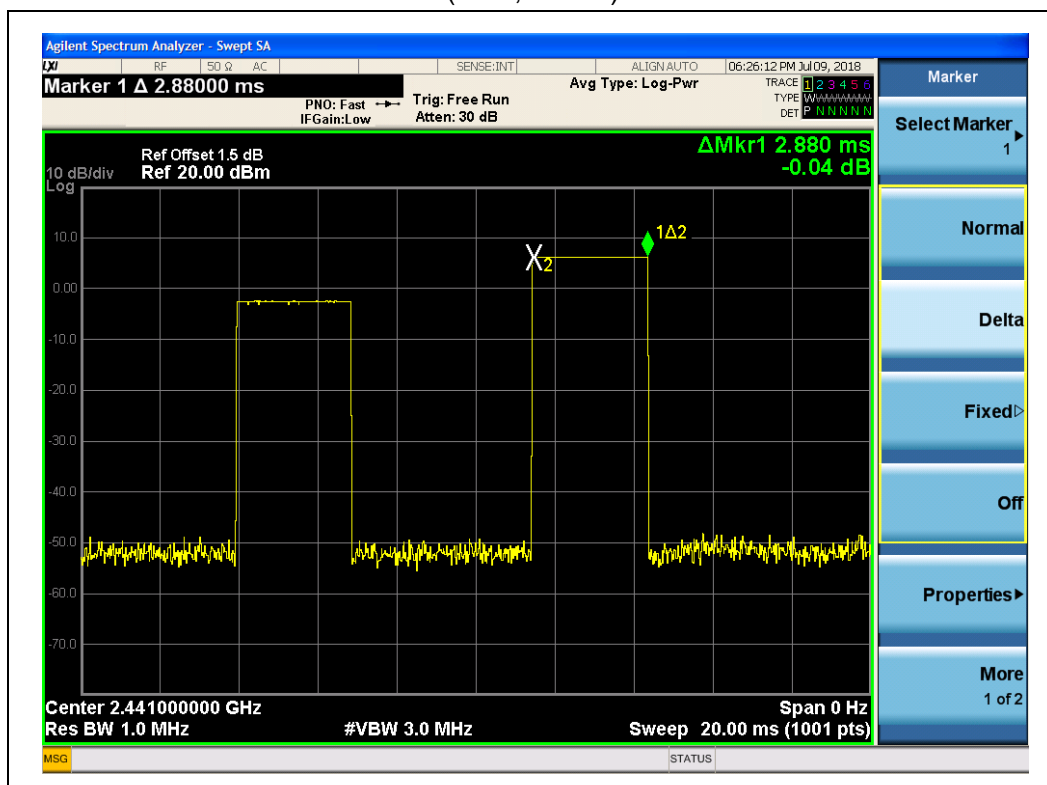 Agilent Spectrum Analyzer - Swept SA
LXI RF 50 Ω AC SENSE:INT ALIGN AUTO 06:26:12 PM Jul 09, 2018
Marker 1 Δ 2.88000 ms
PNO: Fast
IFGain:Low
Trig: Free Run
Atten: 30 dB
Avg Type: Log-Pwr
TRACE 1 2 3 4 5 6
TYPE WWWWWW
DET P N N N N N
ΔMkr1 2.880 ms
-0.04 dB
Ref Offset 1.5 dB
10 dB/div Ref 20.00 dBm
Log
10.0
0.00
-10.0
-20.0
-30.0
-40.0
-50.0
-60.0
-70.0
1Δ2
X2
Center 2.441000000 GHz Span 0 Hz
Res BW 1.0 MHz #VBW 3.0 MHz Sweep 20.00 ms (1001 pts)
MSG STATUS
Marker
Select Marker
1
Normal
Delta
Fixed
Off
Properties
More
1 of 2